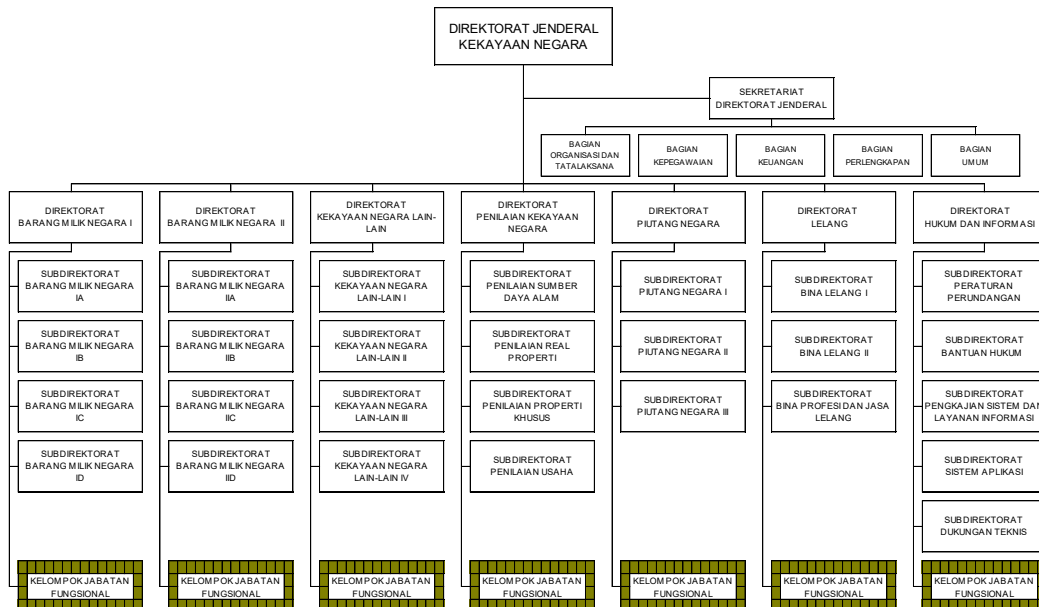 DIREKTORAT JENDERAL
KEKAYAAN NEGARA
SEKRETARIAT
DIREKTORAT JENDERAL
BAGIAN
ORGANISASI DAN
TATALAKSANA
BAGIAN
KEPEGAWAIAN
BAGIAN
KEUANGAN
BAGIAN
PERLENGKAPAN
BAGIAN
UMUM
DIREKTORAT
BARANG MILIK NEGARA I
DIREKTORAT
BARANG MILIK NEGARA II
DIREKTORAT
KEKAYAAN NEGARA LAIN-
LAIN
DIREKTORAT
PENILAIAN KEKAYAAN
NEGARA
DIREKTORAT
PIUTANG NEGARA
DIREKTORAT
LELANG
DIREKTORAT
HUKUM DAN INFORMASI
SUBDIREKTORAT
BARANG MILIK NEGARA
IA
SUBDIREKTORAT
BARANG MILIK NEGARA
IIA
SUBDIREKTORAT
KEKAYAAN NEGARA
LAIN-LAIN I
SUBDIREKTORAT
PENILAIAN SUMBER
DAYA ALAM
SUBDIREKTORAT
PIUTANG NEGARA I
SUBDIREKTORAT
BINA LELANG I
SUBDIREKTORAT
PERATURAN
PERUNDANGAN
SUBDIREKTORAT
BARANG MILIK NEGARA
IB
SUBDIREKTORAT
BARANG MILIK NEGARA
IIB
SUBDIREKTORAT
KEKAYAAN NEGARA
LAIN-LAIN II
SUBDIREKTORAT
PENILAIAN REAL
PROPERTI
SUBDIREKTORAT
PIUTANG NEGARA II
SUBDIREKTORAT
BINA LELANG II
SUBDIREKTORAT
BANTUAN HUKUM
SUBDIREKTORAT
BARANG MILIK NEGARA
IC
SUBDIREKTORAT
BARANG MILIK NEGARA
IIC
SUBDIREKTORAT
KEKAYAAN NEGARA
LAIN-LAIN III
SUBDIREKTORAT
PENILAIAN PROPERTI
KHUSUS
SUBDIREKTORAT
PIUTANG NEGARA III
SUBDIREKTORAT
BINA PROFESI DAN JASA
LELANG
SUBDIREKTORAT
PENGKAJIAN SISTEM DAN
LAYANAN INFORMASI
SUBDIREKTORAT
BARANG MILIK NEGARA
ID
SUBDIREKTORAT
BARANG MILIK NEGARA
IID
SUBDIREKTORAT
KEKAYAAN NEGARA
LAIN-LAIN IV
SUBDIREKTORAT
PENILAIAN USAHA
SUBDIREKTORAT
SISTEM APLIKASI
SUBDIREKTORAT
DUKUNGAN TEKNIS
KELOMPOK JABATAN
FUNGSIONAL
KELOMPOK JABATAN
FUNGSIONAL
KELOMPOK JABATAN
FUNGSIONAL
KELOMPOK JABATAN
FUNGSIONAL
KELOMPOK JABATAN
FUNGSIONAL
KELOMPOK JABATAN
FUNGSIONAL
KELOMPOK JABATAN
FUNGSIONAL